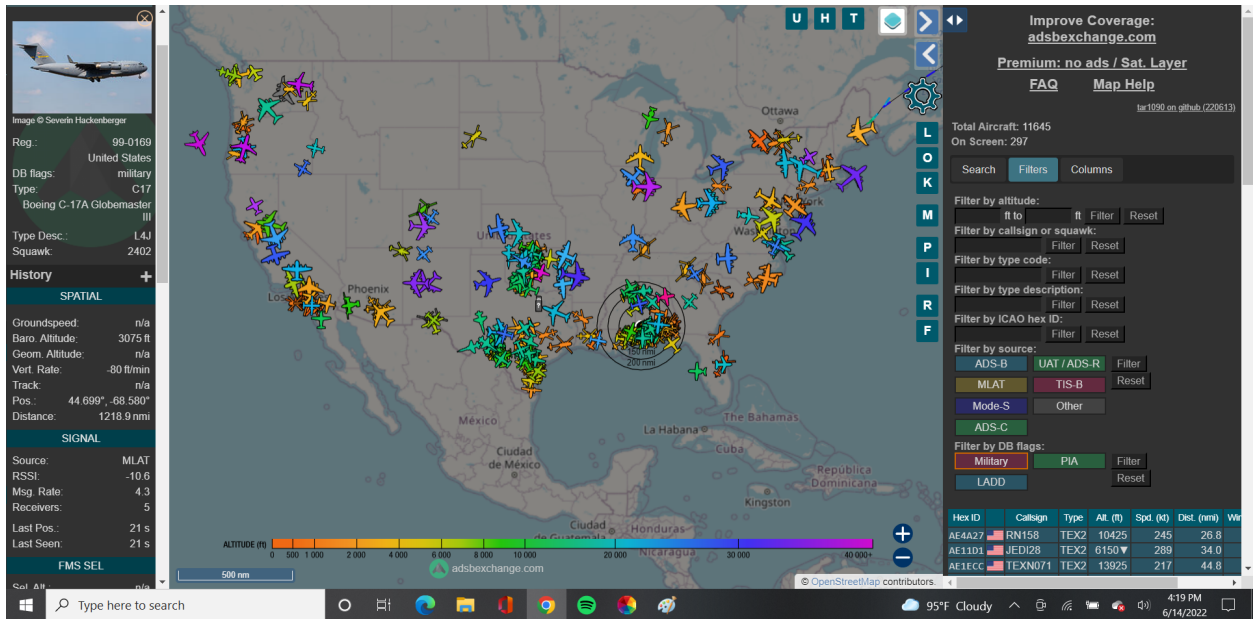 Image © Severin Hackenberger
Reg.: 99-0169
United States
DB flags: military
Type: C17
Boeing C-17A Globemaster
III
Type Desc.: L4J
Squawk: 2402
History +
SPATIAL
Groundspeed: n/a
Baro. Altitude: 3075 ft
Geom. Altitude: n/a
Vert. Rate: -80 ft/min
Track: n/a
Pos.: 44.699°, -68.580°
Distance: 1218.9 nmi
SIGNAL
Source: MLAT
RSSI: -10.6
Msg. Rate: 4.3
Receivers: 5
Last Pos.: 21 s
Last Seen: 21 s
FMS SEL
Sel. Alt.: n/a
U H T
L
O
K
M
P
I
R
F
Ottawa
Phoenix
México
Ciudad
de México
La Habana
Cuba
The Bahamas
República
Dominicana
Kingston
Honduras
Ciudad
de Guatemala
Nicaragua
150 nmi
200 nmi
ALTITUDE (ft) 0 500 1 000 2 000 4 000 6 000 8 000 10 000 20 000 30 000 40 000+
adsbexchange.com
500 nm
© OpenStreetMap contributors.
Improve Coverage:
adsbexchange.com
Premium: no ads / Sat. Layer
FAQ Map Help
tar1090 on github (220613)
Total Aircraft: 11645
On Screen: 297
Search Filters Columns
Filter by altitude:
ft to ft Filter Reset
Filter by callsign or squawk:
Filter Reset
Filter by type code:
Filter Reset
Filter by type description:
Filter Reset
Filter by ICAO hex ID:
Filter Reset
Filter by source:
ADS-B UAT / ADS-R Filter
MLAT TIS-B Reset
Mode-S Other
ADS-C
Filter by DB flags:
Military PIA Filter
LADD Reset
Hex ID Callsign Type Alt. (ft) Spd. (kt) Dist. (nmi)
AE4A27 RN158 TEX2 10425 245 26.8
AE11D1 JEDI28 TEX2 6150▼ 289 34.0
AE1ECC TEXN071 TEX2 13925 217 44.8
Type here to search
95°F Cloudy
4:19 PM
6/14/2022